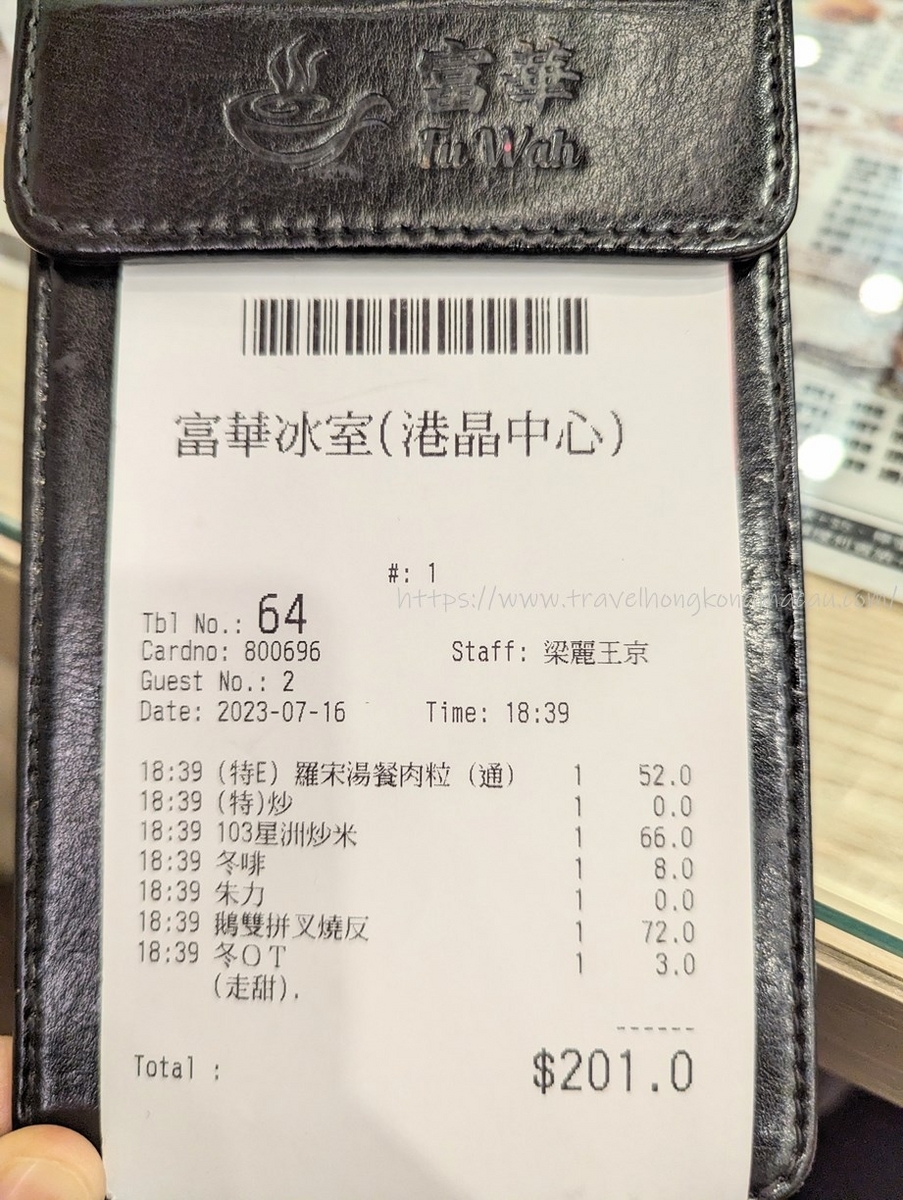 富華
Fu Wah
富華冰室(港晶中心)
#: 1
https://www.travelhongkongmacau.com/
Tbl No.: 64
Cardno: 800696 Staff: 梁麗王京
Guest No.: 2
Date: 2023-07-16 Time: 18:39
18:39 (特E) 羅宋湯餐肉粒 (通) 1 52.0
18:39 (特)炒 1 0.0
18:39 103星洲炒米 1 66.0
18:39 冬啡 1 8.0
18:39 朱力 1 0.0
18:39 鵝雙拼叉燒反 1 72.0
18:39 冬OT 1 3.0
(走甜).
------
Total : $201.0